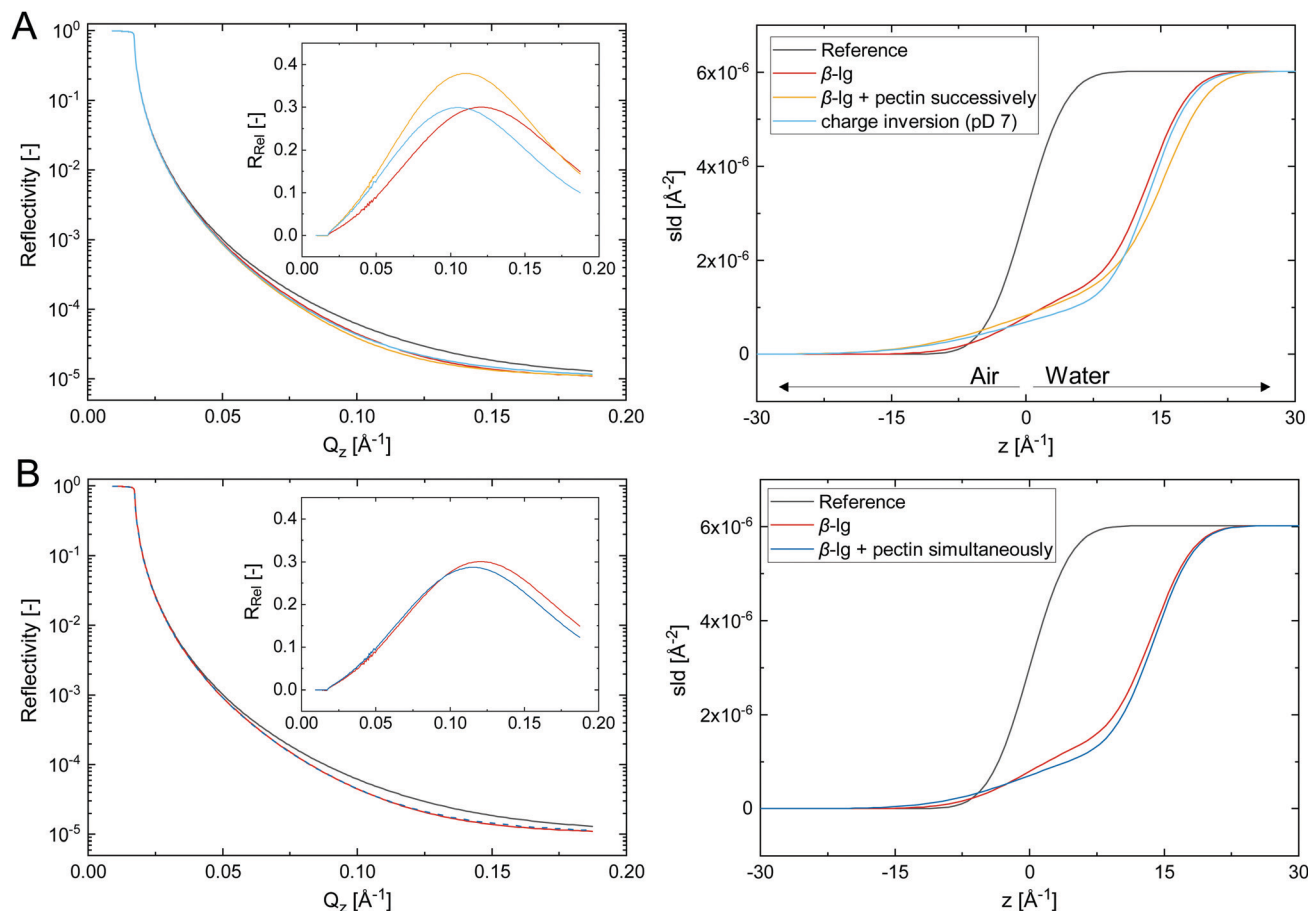 A
10⁰
10⁻¹
10⁻²
10⁻³
10⁻⁴
10⁻⁵
Reflectivity [-]
0.00
0.05
0.10
0.15
0.20
Q_z [Å⁻¹]
0.4
0.3
0.2
0.1
0.0
R_Rel [-]
0.00
0.05
0.10
0.15
0.20
Reference
β-lg
β-lg + pectin successively
charge inversion (pD 7)
6x10⁻⁶
4x10⁻⁶
2x10⁻⁶
0
sld [Å⁻²]
Air
Water
-30
-15
0
15
30
z [Å⁻¹]
B
10⁰
10⁻¹
10⁻²
10⁻³
10⁻⁴
10⁻⁵
Reflectivity [-]
0.00
0.05
0.10
0.15
0.20
Q_z [Å⁻¹]
0.4
0.3
0.2
0.1
0.0
R_Rel [-]
0.00
0.05
0.10
0.15
0.20
Reference
β-lg
β-lg + pectin simultaneously
6x10⁻⁶
4x10⁻⁶
2x10⁻⁶
0
sld [Å⁻²]
-30
-15
0
15
30
z [Å⁻¹]